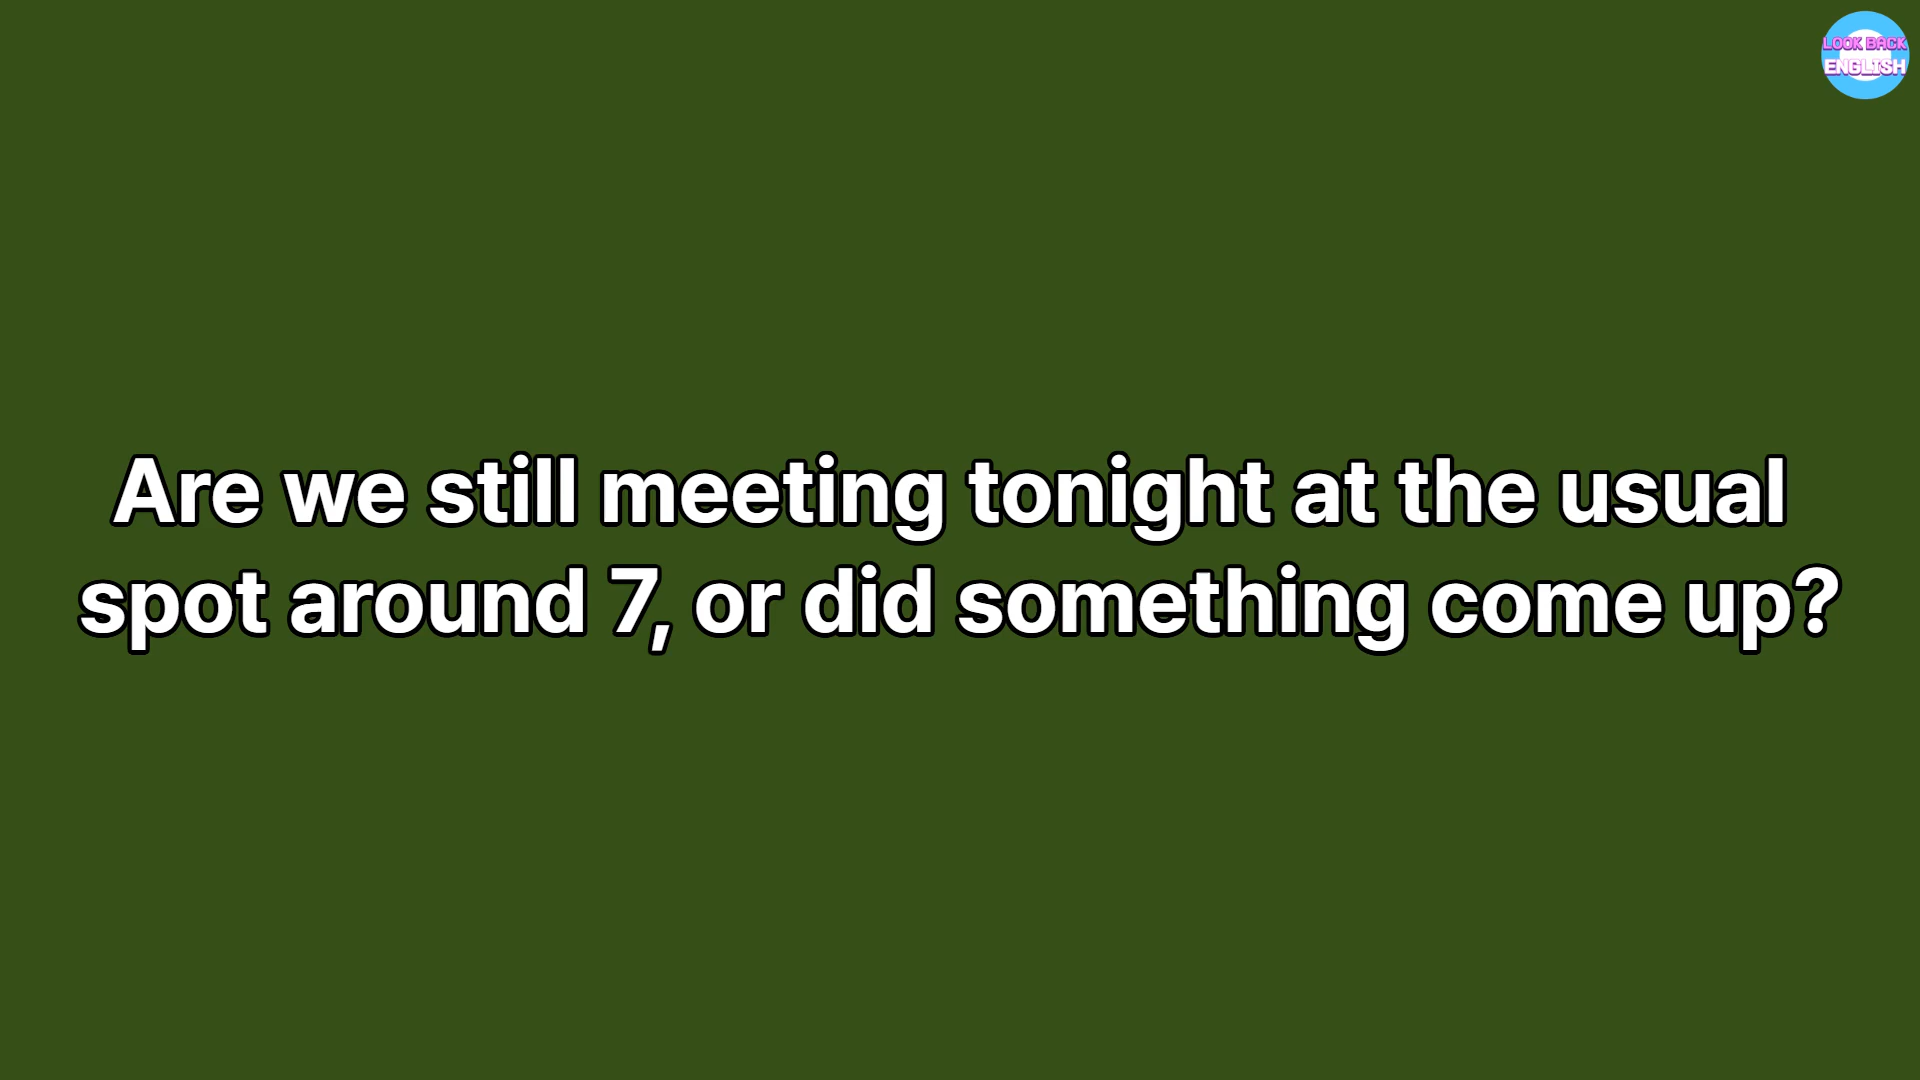 LOOK BACK
ENGLISH
Are we still meeting tonight at the usual
spot around 7, or did something come up?